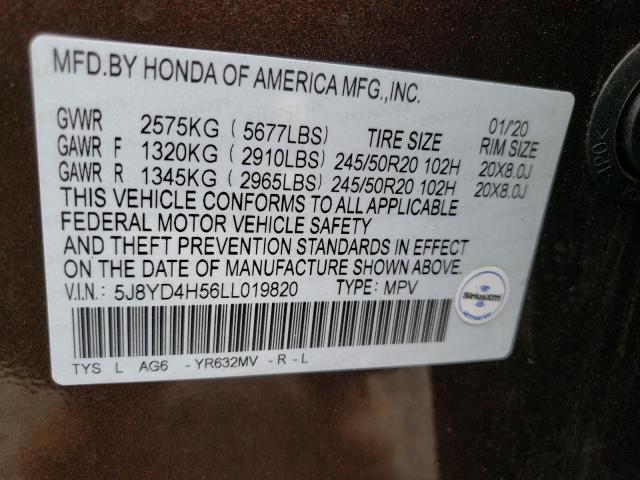 MFD.BY HONDA OF AMERICA MFG.,INC.
01/'20
GVWR 2575KG ( 5677LBS) TIRE SIZE RIM SIZE
GAWR F 1320KG ( 2910LBS) 245/50R20 102H 20X8.0J
GAWR R 1345KG ( 2965LBS) 245/50R20 102H 20X8.0J
THIS VEHICLE CONFORMS TO ALL APPLICABLE
FEDERAL MOTOR VEHICLE SAFETY
AND THEFT PREVENTION STANDARDS IN EFFECT
ON THE DATE OF MANUFACTURE SHOWN ABOVE.
V.I.N.: 5J8YD4H56LL019820 TYPE: MPV
((SiriusXM))
ACTIVATED
TYS L AG6 -YR632MV -R-L